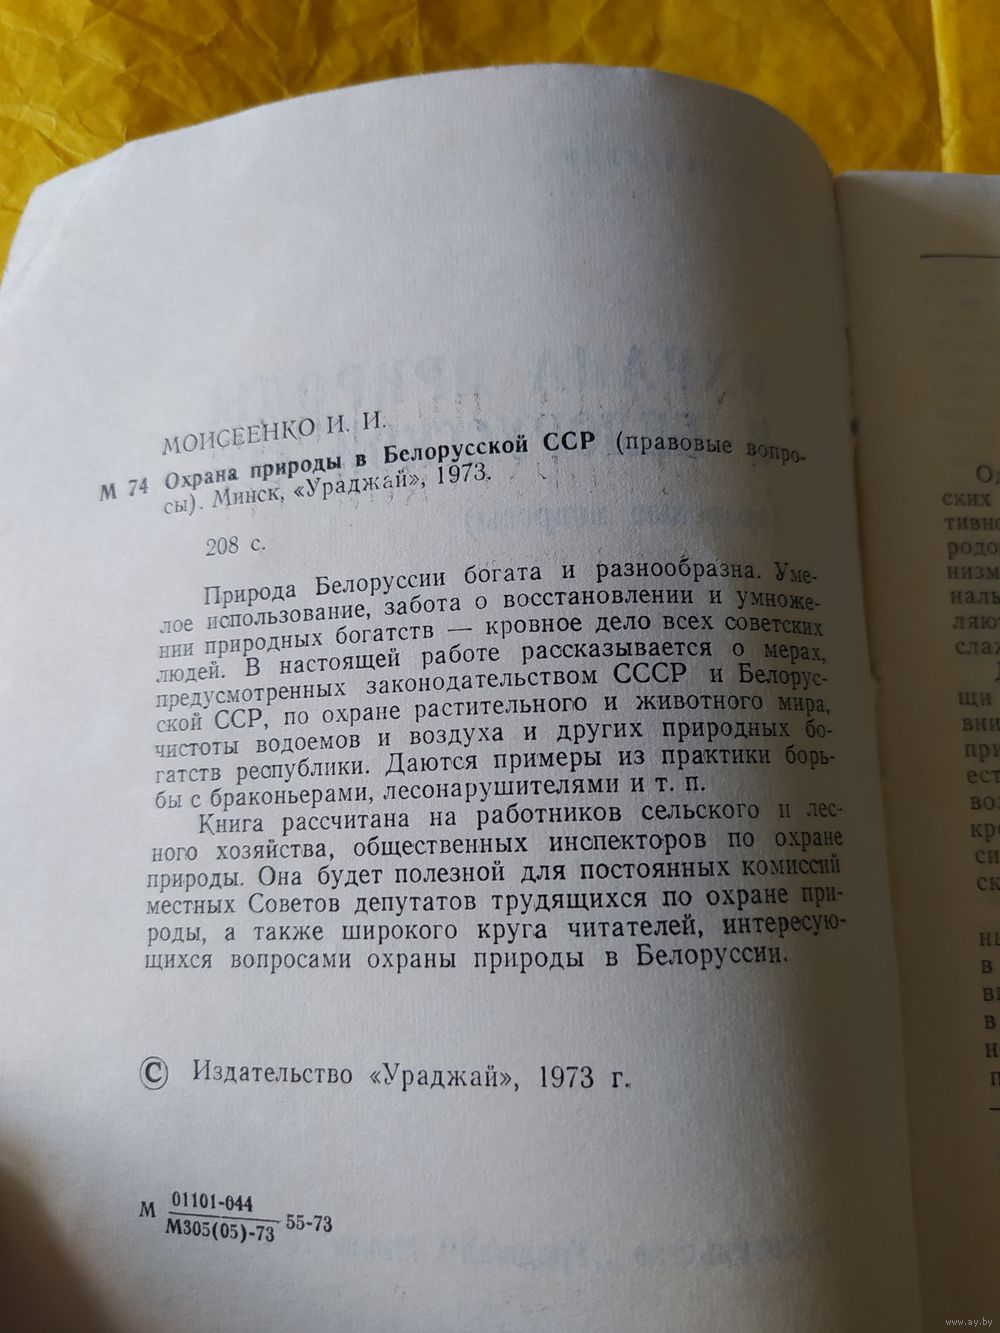 МОИСЕЕНКО И. И.
М 74 Охрана природы в Белорусской ССР (правовые вопро-
сы). Минск, «Ураджай», 1973.
208 с.
Природа Белоруссии богата и разнообразна. Уме-
лое использование, забота о восстановлении и умноже-
нии природных богатств — кровное дело всех советских
людей. В настоящей работе рассказывается о мерах,
предусмотренных законодательством СССР и Белорус-
ской ССР, по охране растительного и животного мира,
чистоты водоемов и воздуха и других природных бо-
гатств республики. Даются примеры из практики борь-
бы с браконьерами, лесонарушителями и т. п.
Книга рассчитана на работников сельского и лес-
ного хозяйства, общественных инспекторов по охране
природы. Она будет полезной для постоянных комиссий
местных Советов депутатов трудящихся по охране при-
роды, а также широкого круга читателей, интересую-
щихся вопросами охраны природы в Белоруссии.
© Издательство «Ураджай», 1973 г.
М 01101-044
М305(05)-73 55-73
www.ay.by